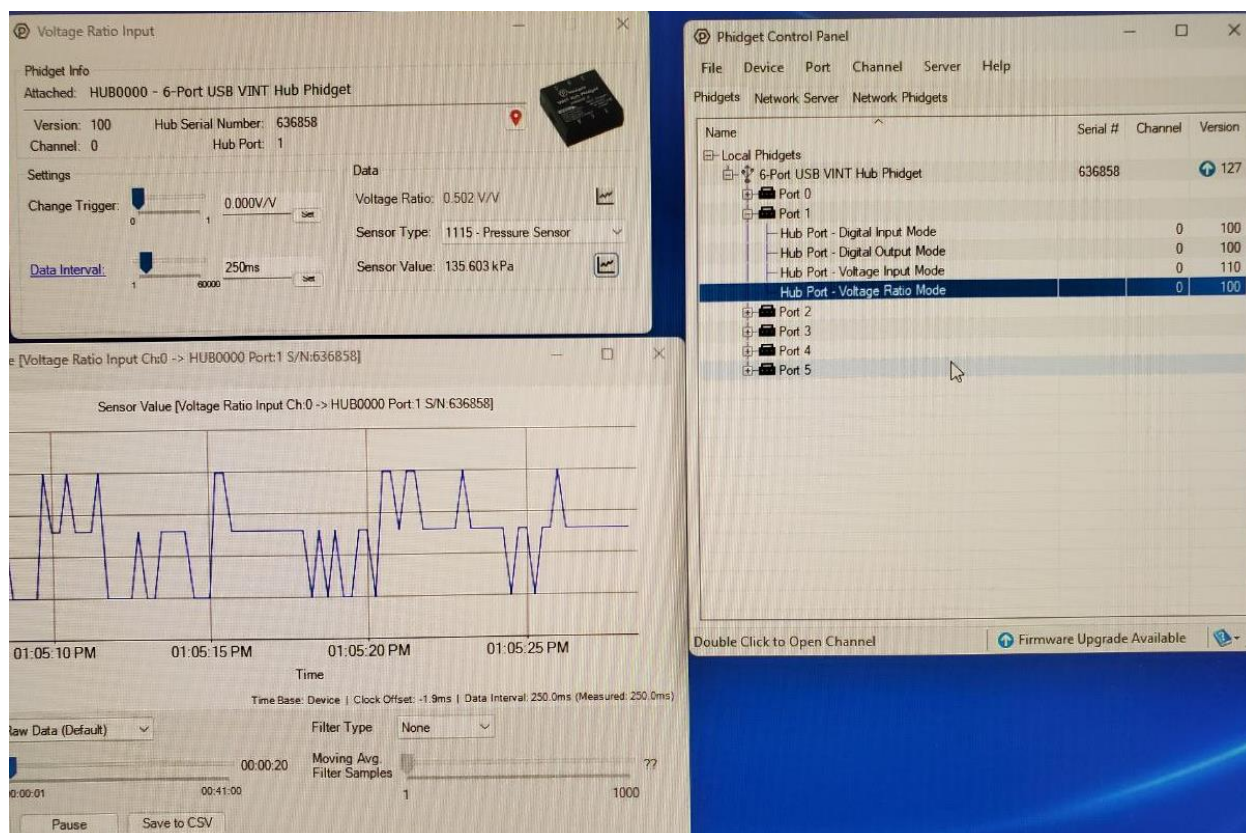 Voltage Ratio Input
Phidget Info
Attached: HUB0000 - 6-Port USB VINT Hub Phidget
Version: 100 Hub Serial Number: 636858
Channel: 0 Hub Port: 1
Settings
Change Trigger: 0.000V/V Set
0 1
Data Interval: 250ms Set
1 60000
Data
Voltage Ratio: 0.502 V/V
Sensor Type: 1115 - Pressure Sensor
Sensor Value: 135.603 kPa
e [Voltage Ratio Input Ch:0 -> HUB0000 Port:1 S/N:636858]
Sensor Value [Voltage Ratio Input Ch:0 -> HUB0000 Port:1 S/N:636858]
01:05:10 PM 01:05:15 PM 01:05:20 PM 01:05:25 PM
Time
Time Base: Device | Clock Offset: -1.9ms | Data Interval: 250.0ms (Measured: 250.0ms)
Raw Data (Default) Filter Type None
00:00:20 Moving Avg. ??
Filter Samples
0:00:01 00:41:00 1 1000
Pause Save to CSV
Phidget Control Panel
File Device Port Channel Server Help
Phidgets Network Server Network Phidgets
Name Serial # Channel Version
Local Phidgets
6-Port USB VINT Hub Phidget 636858 127
Port 0
Port 1
Hub Port - Digital Input Mode 0 100
Hub Port - Digital Output Mode 0 100
Hub Port - Voltage Input Mode 0 110
Hub Port - Voltage Ratio Mode 0 100
Port 2
Port 3
Port 4
Port 5
Double Click to Open Channel Firmware Upgrade Available